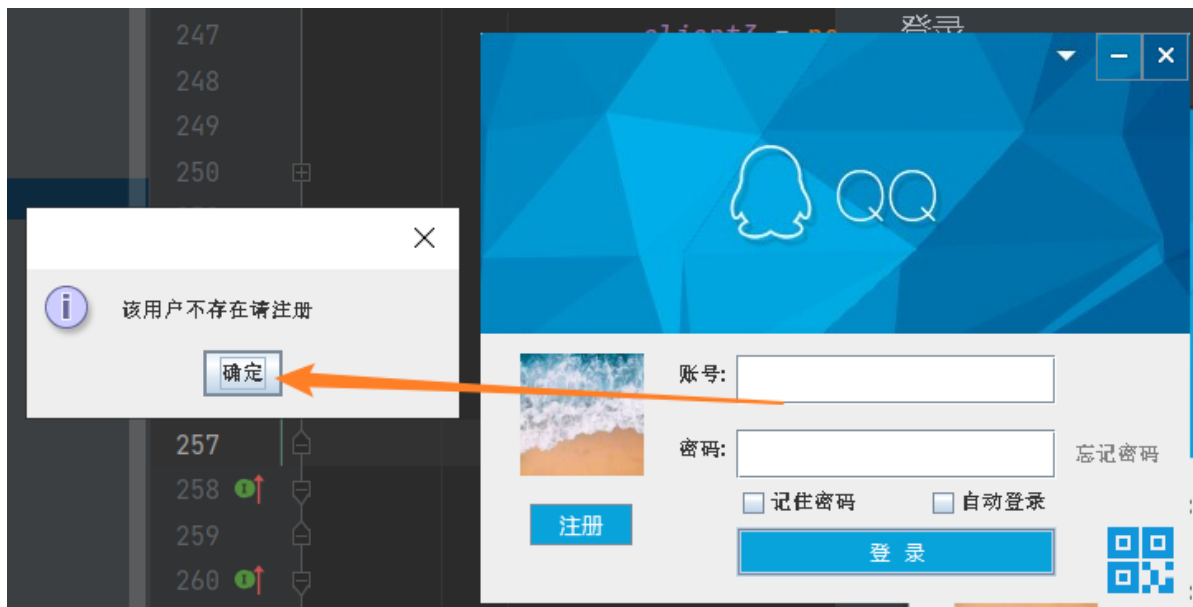 247
登录
248
249
250
QQ
该用户不存在请注册
确定
账号:
257
密码:
忘记密码
258
记住密码
自动登录
259
注册
登 录
260